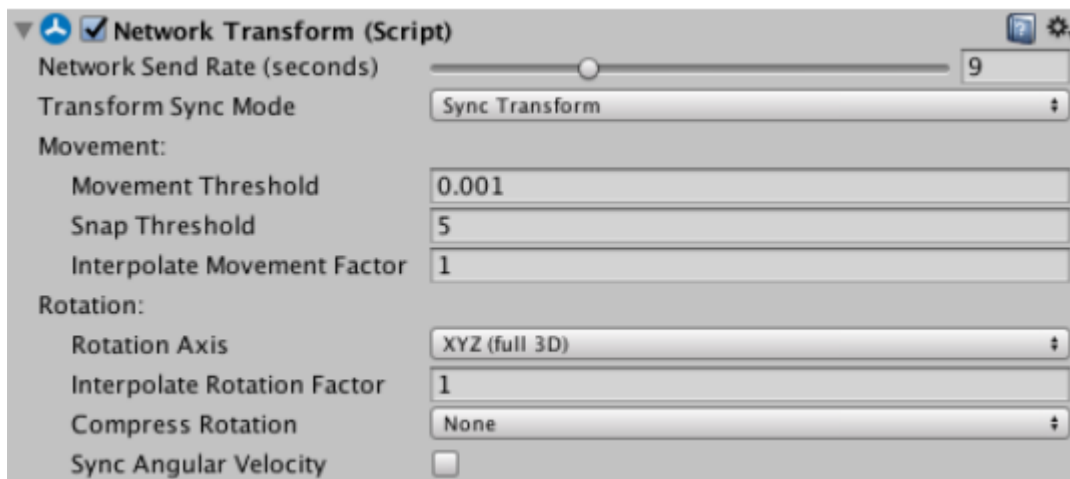 Network Transform (Script)
Network Send Rate (seconds) 9
Transform Sync Mode Sync Transform
Movement:
Movement Threshold 0.001
Snap Threshold 5
Interpolate Movement Factor 1
Rotation:
Rotation Axis XYZ (full 3D)
Interpolate Rotation Factor 1
Compress Rotation None
Sync Angular Velocity